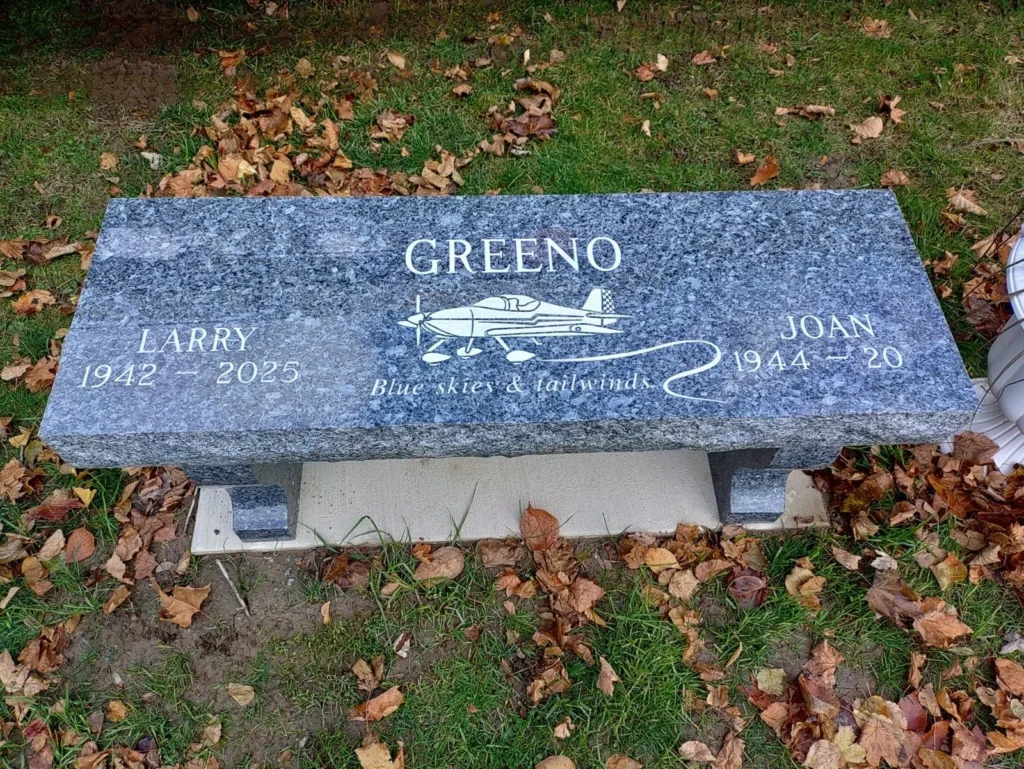 GREENO
LARRY
1942 – 2025
JOAN
1944 – 20
Blue skies & tailwinds.